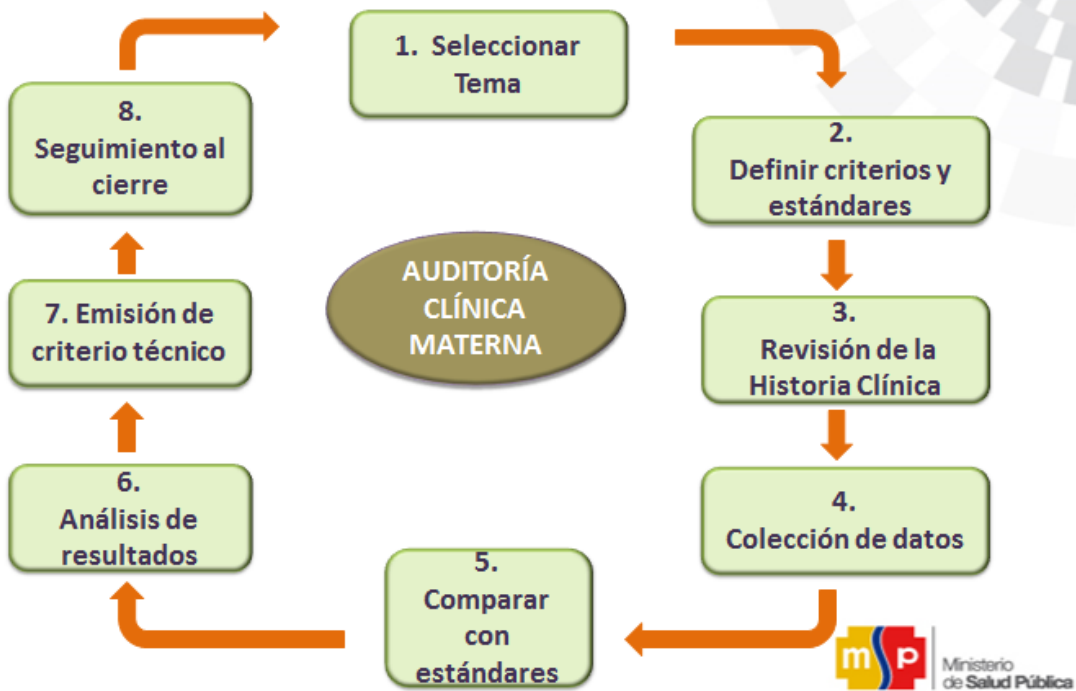 1. Seleccionar
Tema
2.
Definir criterios y
estándares
3.
Revisión de la
Historia Clínica
4.
Colección de datos
5.
Comparar
con
estándares
6.
Análisis de
resultados
7. Emisión de
criterio técnico
8.
Seguimiento al
cierre
AUDITORÍA
CLÍNICA
MATERNA
msp
Ministerio
de Salud Pública